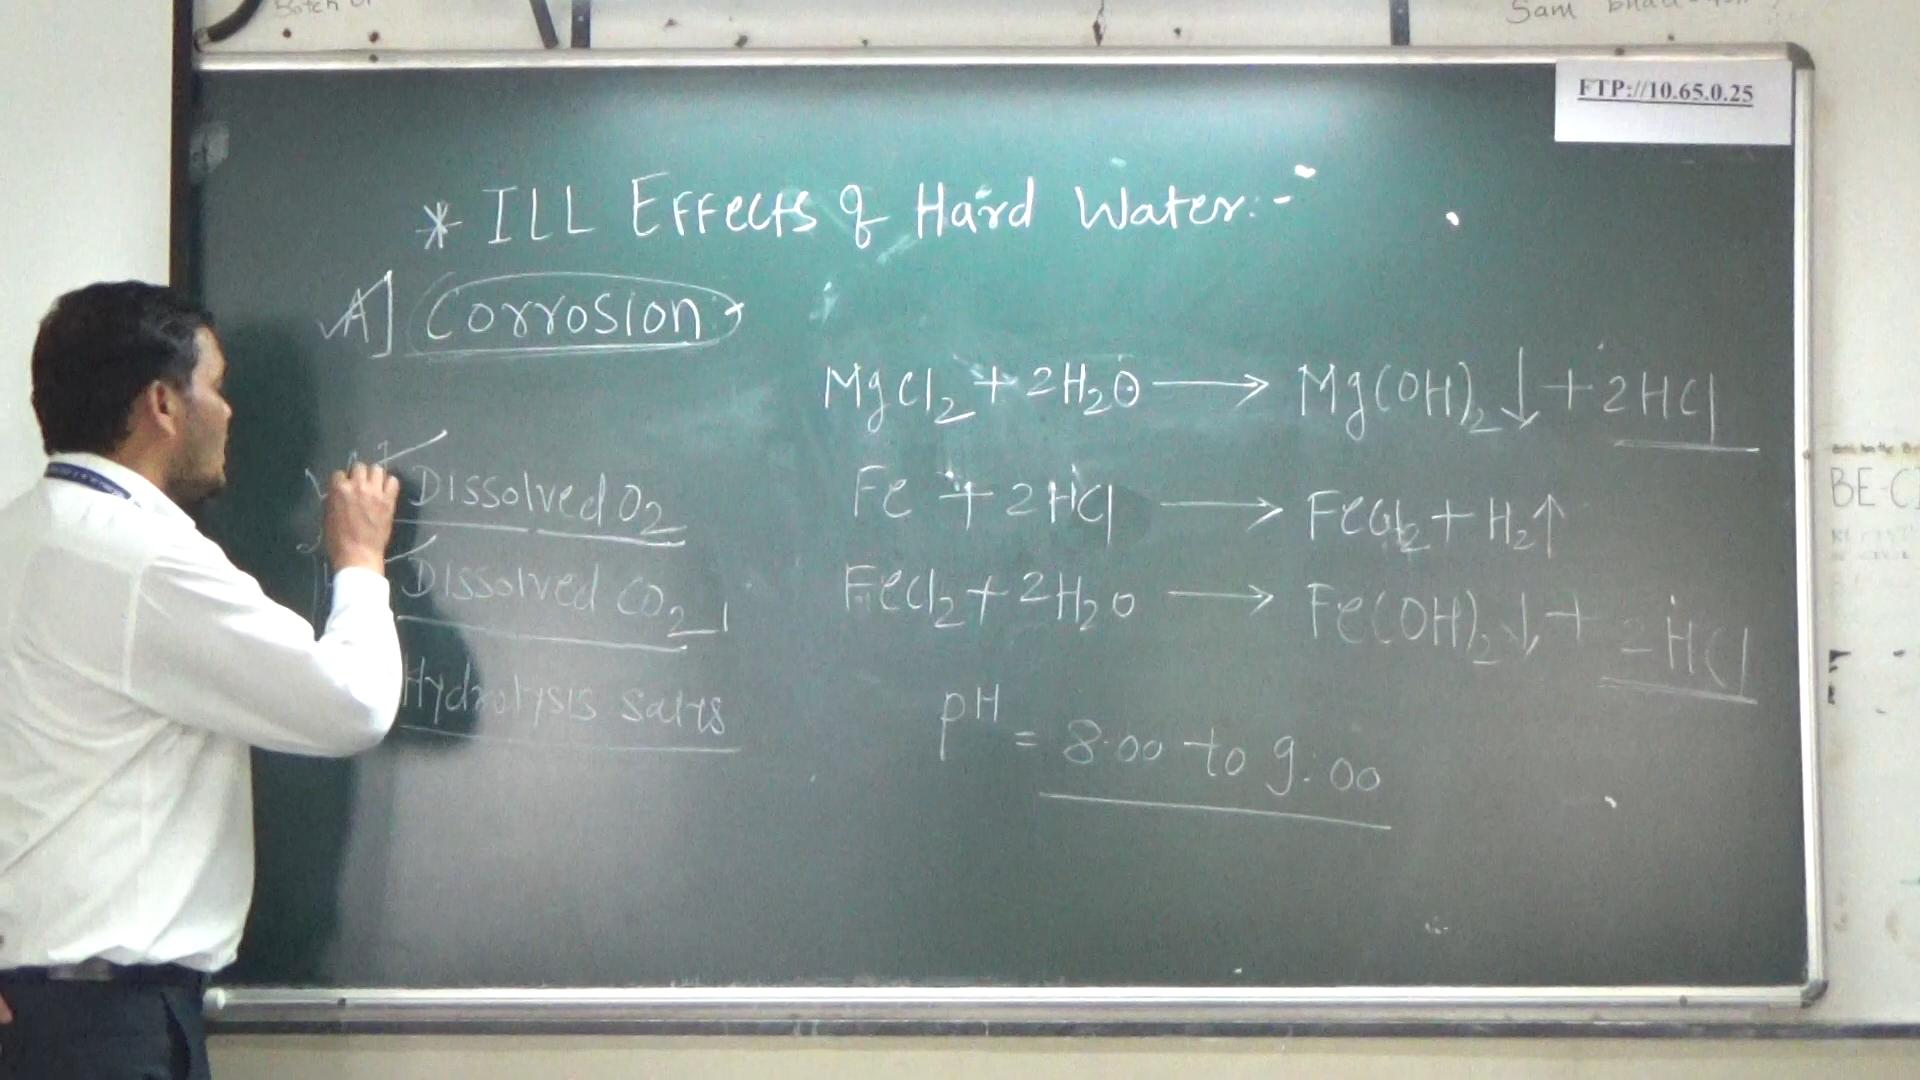 FTP://10.65.0.25
* ILL Effects of Hard Water:-
A] Corrosion
MgCl2 + 2H2O → Mg(OH)2 ↓ + 2HCl
Dissolved O2
Fe + 2HCl → FeCl2 + H2↑
Dissolved CO2
FeCl2 + 2H2O → Fe(OH)2 ↓ + 2HCl
Hydrolysis Salts
pH = 8.00 to 9.00
Sam
BE-C